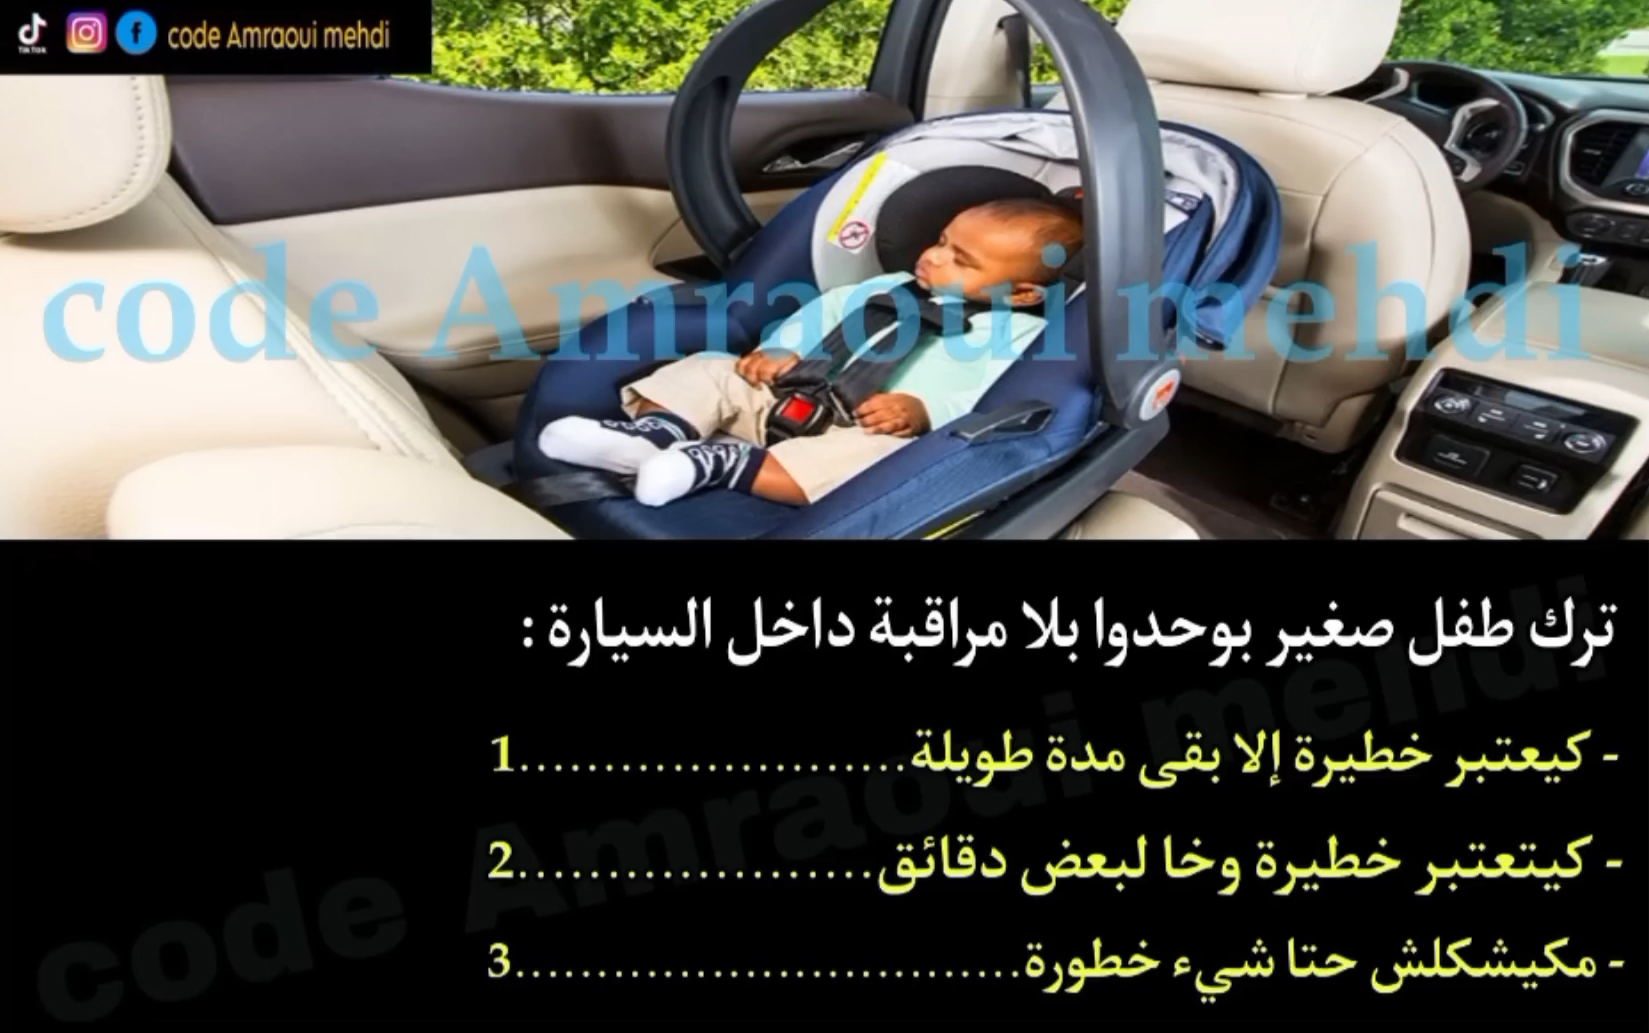 TikTok
code Amraoui mehdi
code Amraoui mehdi
ترك طفل صغير بوحدوا بلا مراقبة داخل السيارة :
- كيعتبر خطيرة إلا بقى مدة طويلة.......................1
- كيتعتبر خطيرة وخا لبعض دقائق.....................2
- مكيشكلش حتا شيء خطورة..............................3
code Amraoui mehdi